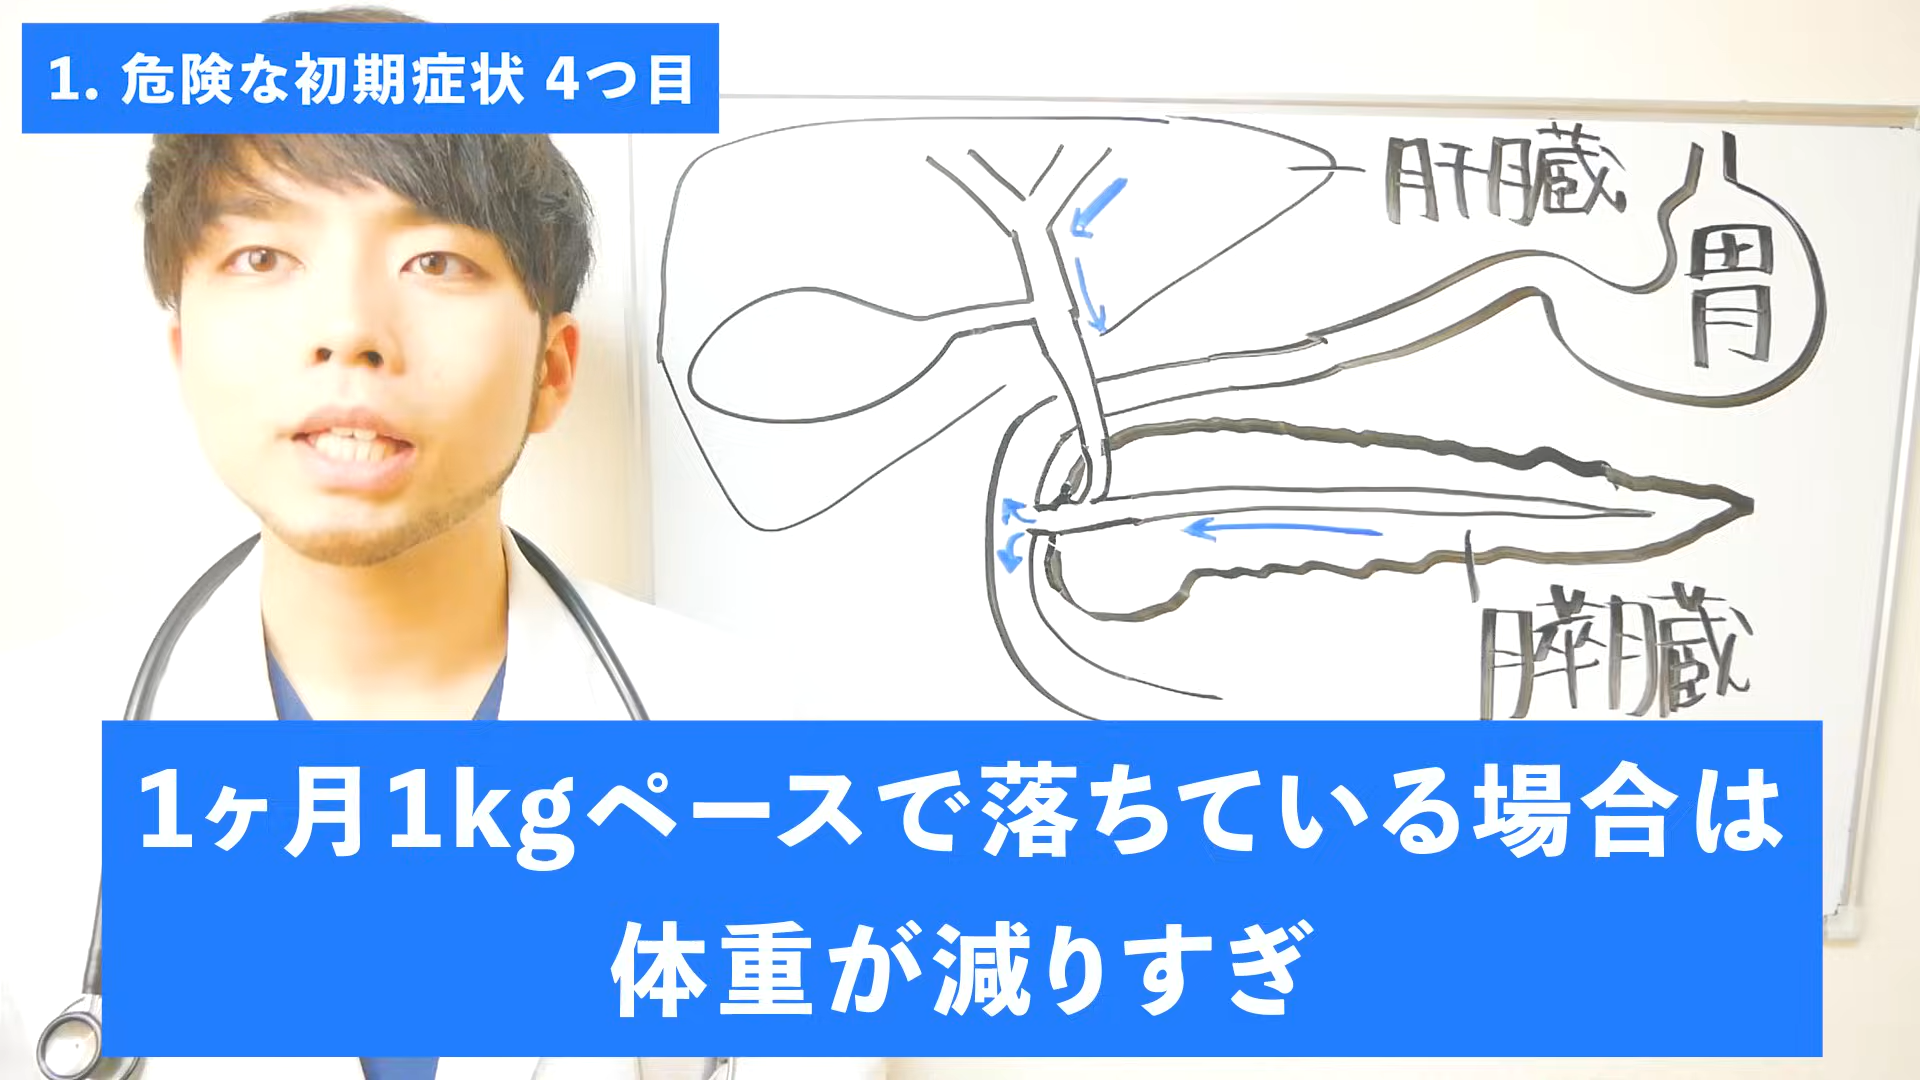 1. 危険な初期症状 4つ目
肝臓
胃
膵臓
1ヶ月1kgペースで落ちている場合は
体重が減りすぎ